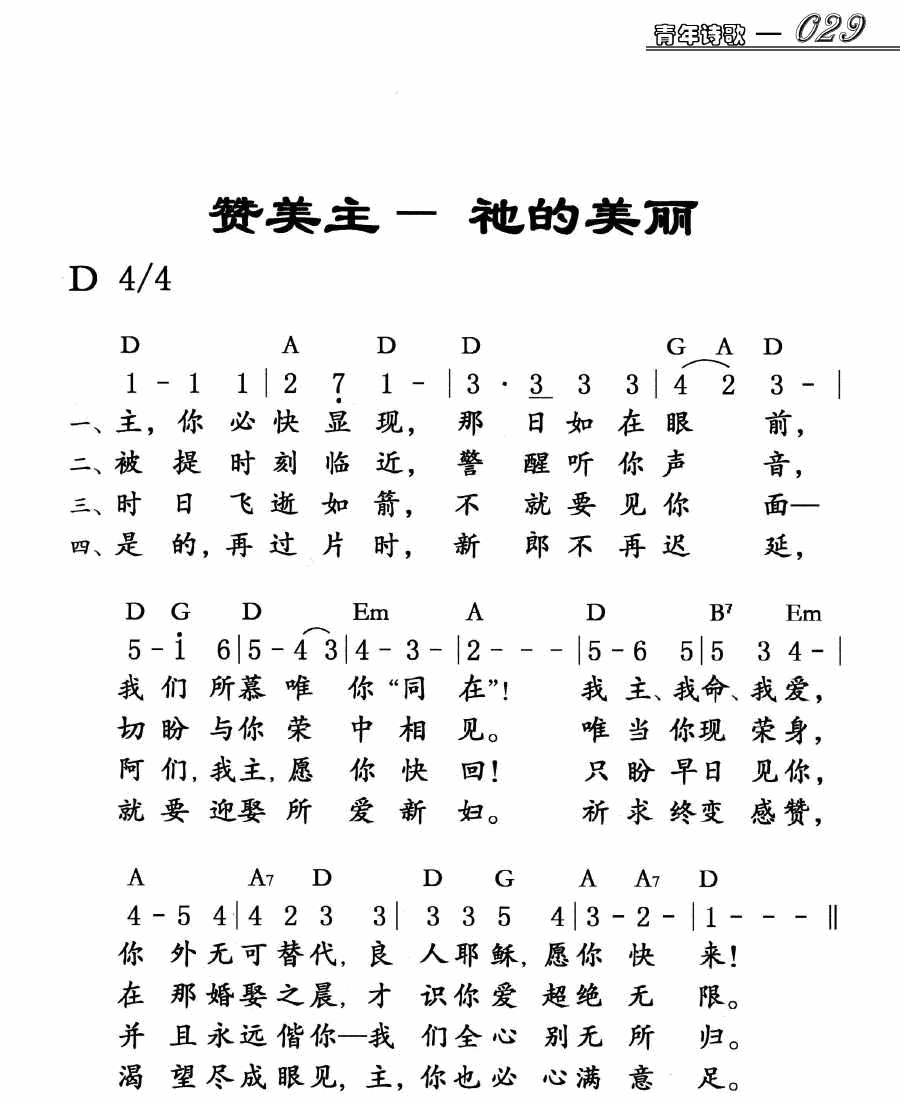 青年诗歌 — 029
赞美主 — 祂的美丽
D 4/4
D A D D G A D
1 - 1 1 | 2 7 1 - | 3 · 3 3 3 | 4 2 3 - |
一、主，你必快显现，那日如在眼前，
二、被提时刻临近，警醒听你声音，
三、时日飞逝如箭，不就要见你面—
四、是的，再过片时，新郎不再迟延，
D G D Em A D B7 Em
5 - i 6 | 5 - 4 3 | 4 - 3 - | 2 - - - | 5 - 6 5 | 5 3 4 - |
我们所慕唯你“同在”！我主、我命、我爱，
切盼与你荣中相见。唯当你现荣身，
阿们，我主，愿你快回！只盼早日见你，
就要迎娶所爱新妇。祈求终变感赞，
A A7 D D G A A7 D
4 - 5 4 | 4 2 3 3 | 3 3 5 4 | 3 - 2 - | 1 - - - ‖
你外无可替代，良人耶稣，愿你快来！
在那婚娶之晨，才识你爱超绝无限。
并且永远偕你—我们全心别无所归。
渴望尽成眼见，主，你也必心满意足。